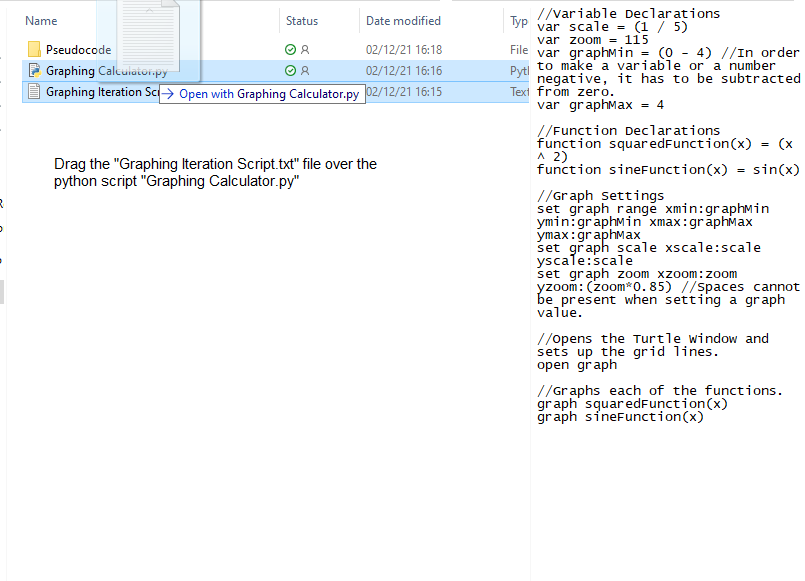 Name Status Date modified
Pseudocode 02/12/21 16:18 File
Graphing Calculator.py 02/12/21 16:16
Graphing Iteration 02/12/21 16:15
Open with Graphing Calculator.py
Drag the "Graphing Iteration Script.txt" file over the
python script "Graphing Calculator.py"
//Variable Declarations
var scale = (1 / 5)
var zoom = 115
var graphMin = (0 - 4) //In order
to make a variable or a number
negative, it has to be subtracted
from zero.
var graphMax = 4
//Function Declarations
function squaredFunction(x) = (x
^ 2)
function sineFunction(x) = sin(x)
//Graph Settings
set graph range xmin:graphMin
ymin:graphMin xmax:graphMax
ymax:graphMax
set graph scale xscale:scale
yscale:scale
set graph zoom xzoom:zoom
yzoom:(zoom*0.85) //Spaces cannot
be present when setting a graph
value.
//Opens the Turtle Window and
sets up the grid lines.
open graph
//Graphs each of the functions.
graph squaredFunction(x)
graph sineFunction(x)